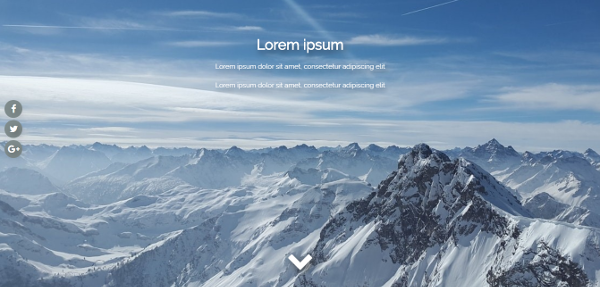 Lorem ipsum
Lorem ipsum dolor sit amet, consectetur adipiscing elit
Lorem ipsum dolor sit amet, consectetur adipiscing elit
f
G+